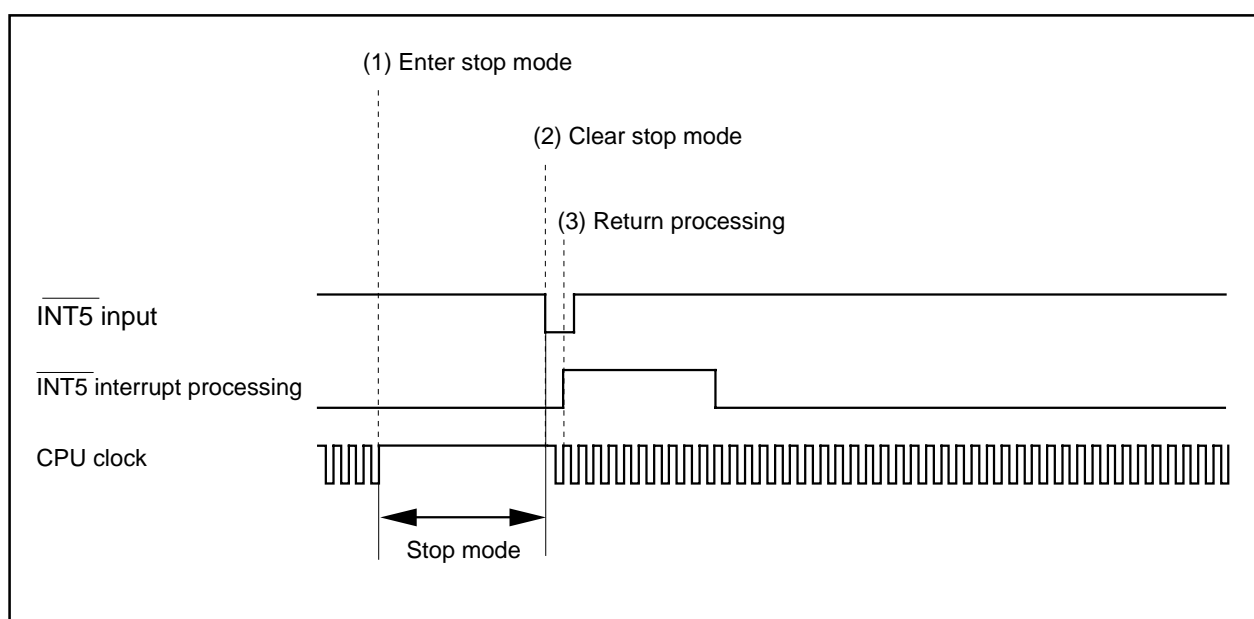 (1) Enter stop mode
(2) Clear stop mode
(3) Return processing
INT5 input
INT5 interrupt processing
CPU clock
Stop mode